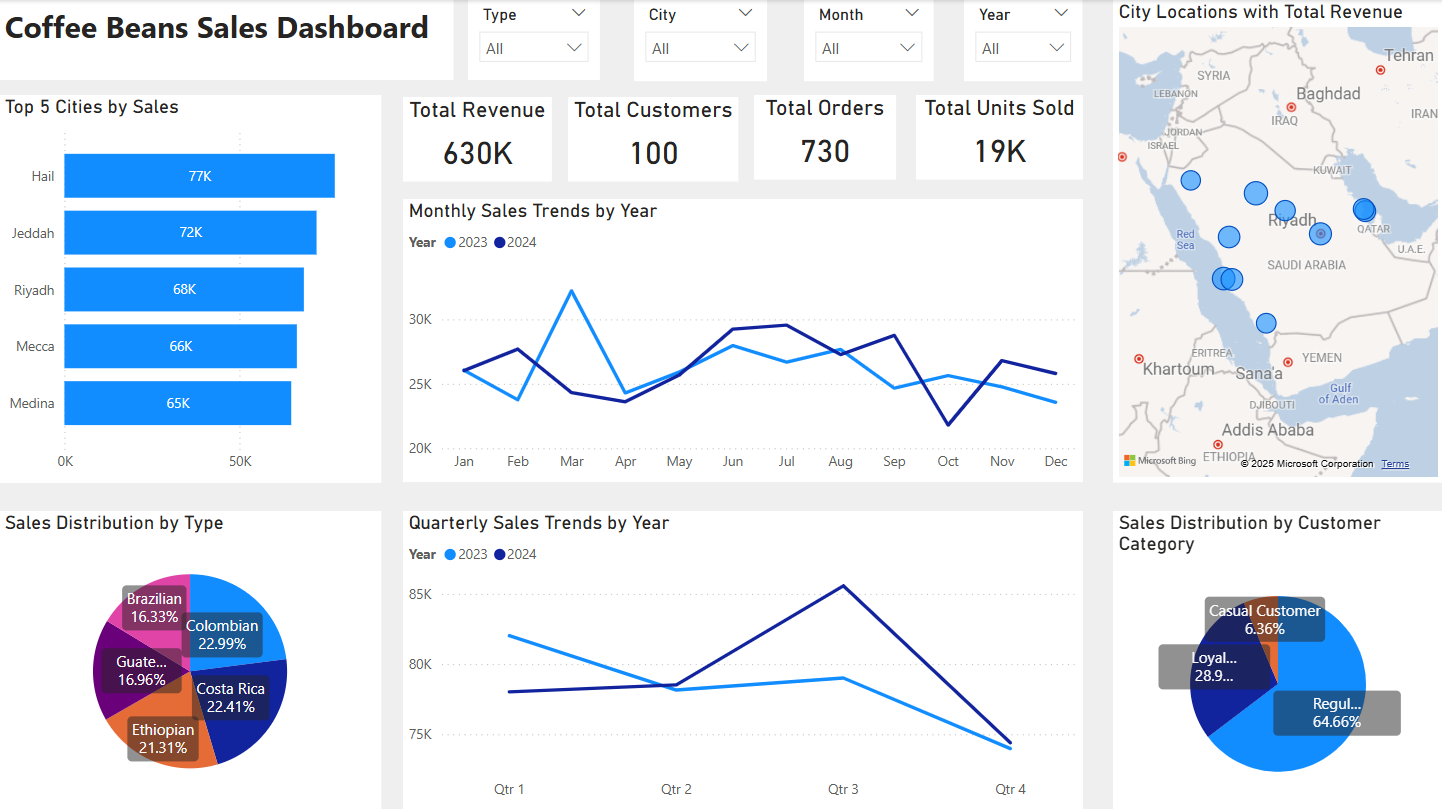 Coffee Beans Sales Dashboard
Type
All
City
All
Month
All
Year
All
Top 5 Cities by Sales
Hail
77K
Jeddah
72K
Riyadh
68K
Mecca
66K
Medina
65K
0K
50K
Total Revenue
630K
Total Customers
100
Total Orders
730
Total Units Sold
19K
Monthly Sales Trends by Year
Year 2023 2024
30K
25K
20K
Jan Feb Mar Apr May Jun Jul Aug Sep Oct Nov Dec
City Locations with Total Revenue
Tehran
SYRIA
LEBANON
Baghdad
IRAQ
IRAN
JORDAN
ISRAEL
KUWAIT
Riyadh
QATAR
Red
Sea
U.A.E.
SAUDI ARABIA
ERITREA
YEMEN
Khartoum
Sana'a
Gulf
of Aden
DJIBOUTI
Addis Ababa
ETHIOPIA
Microsoft Bing
© 2025 Microsoft Corporation Terms
Sales Distribution by Type
Brazilian
16.33%
Colombian
22.99%
Guate...
16.96%
Costa Rica
22.41%
Ethiopian
21.31%
Quarterly Sales Trends by Year
Year 2023 2024
85K
80K
75K
Qtr 1 Qtr 2 Qtr 3 Qtr 4
Sales Distribution by Customer
Category
Casual Customer
6.36%
Loyal...
28.9...
Regul...
64.66%